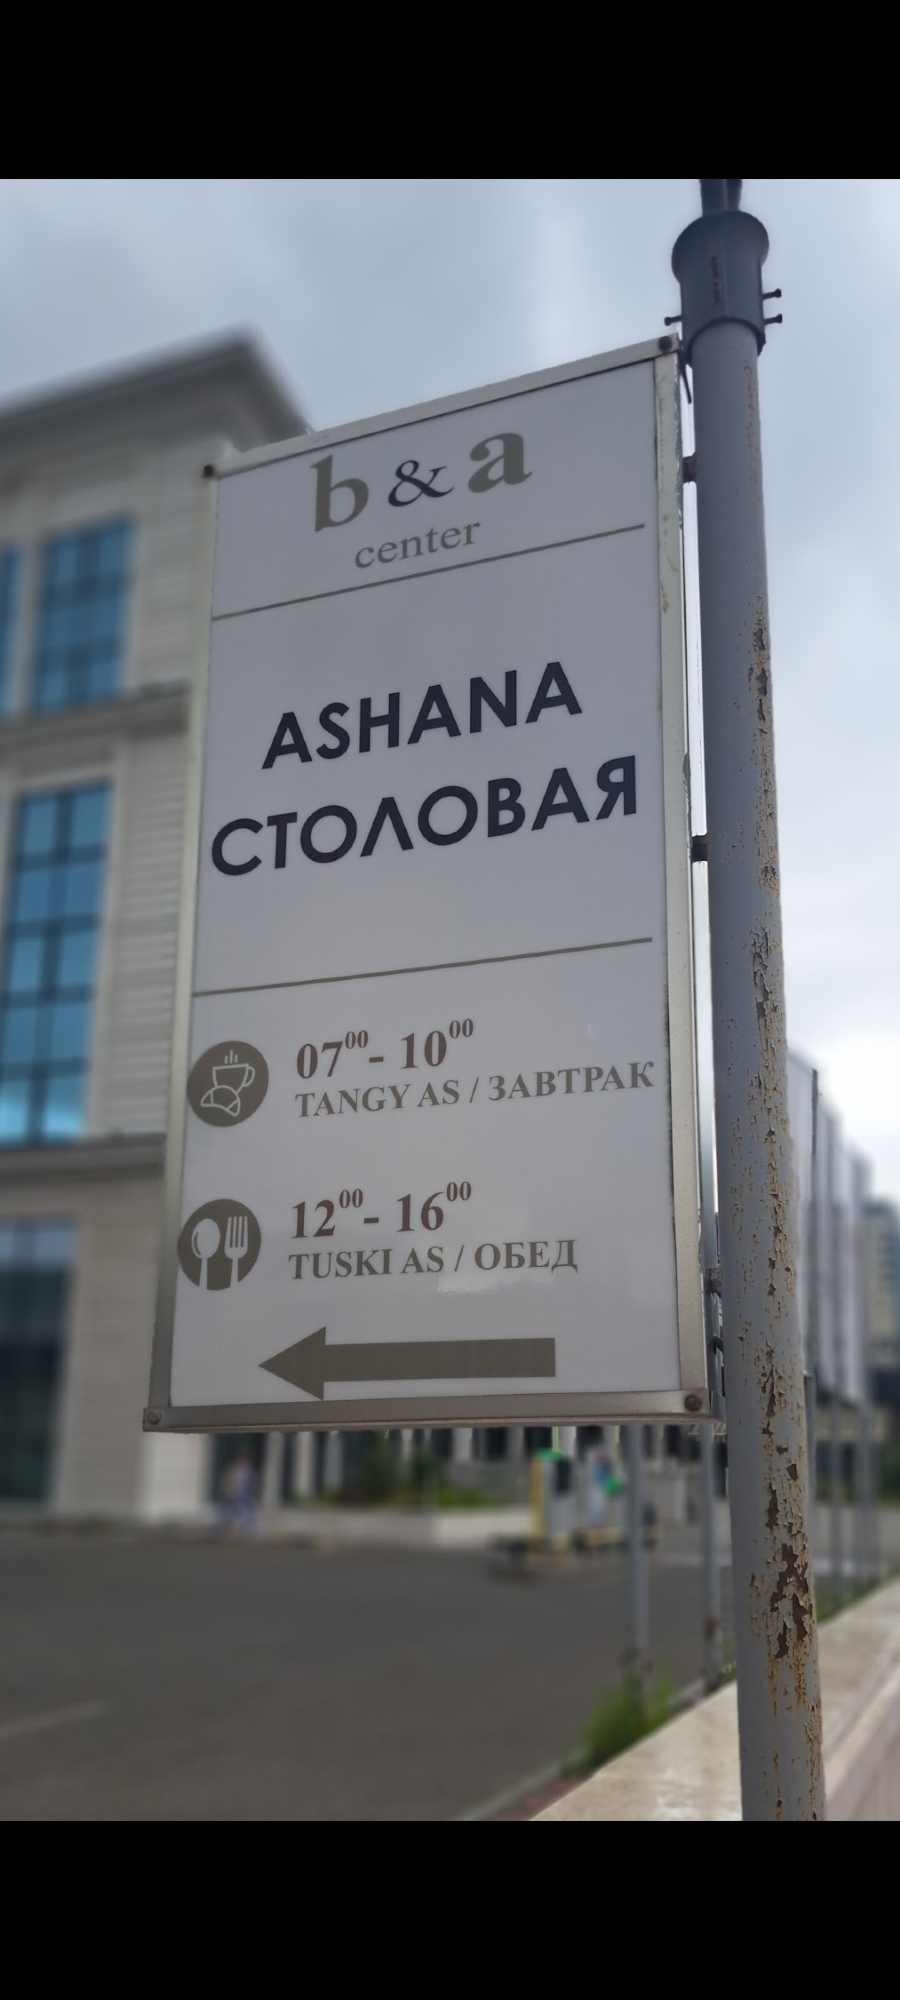 b & a
center
ASHANA
СТОЛОВАЯ
07⁰⁰ - 10⁰⁰
TANGY AS / ЗАВТРАК
12⁰⁰ - 16⁰⁰
TUSKI AS / ОБЕД